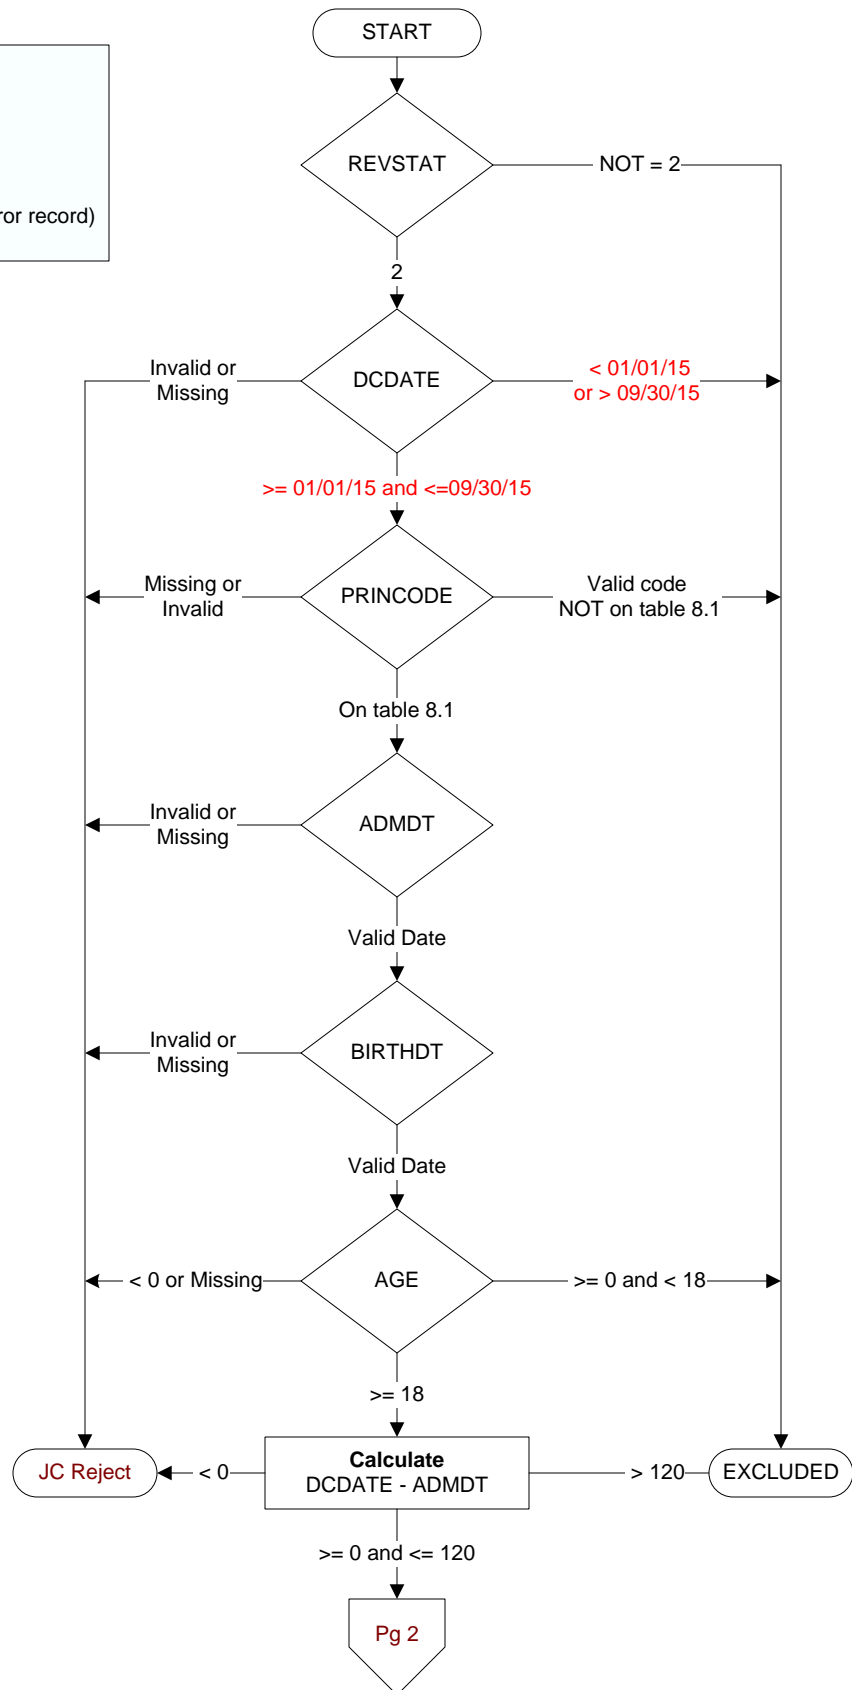 START
REVSTAT
NOT = 2
ror record)
2
Invalid or
Missing
DCDATE
< 01/01/15
or > 09/30/15
>= 01/01/15 and <=09/30/15
Missing or
Invalid
PRINCODE
Valid code
NOT on table 8.1
On table 8.1
Invalid or
Missing
ADMDT
Valid Date
Invalid or
Missing
BIRTHDT
Valid Date
< 0 or Missing
AGE
>= 0 and < 18
>= 18
JC Reject
< 0
Calculate
DCDATE - ADMDT
> 120
EXCLUDED
>= 0 and <= 120
Pg 2